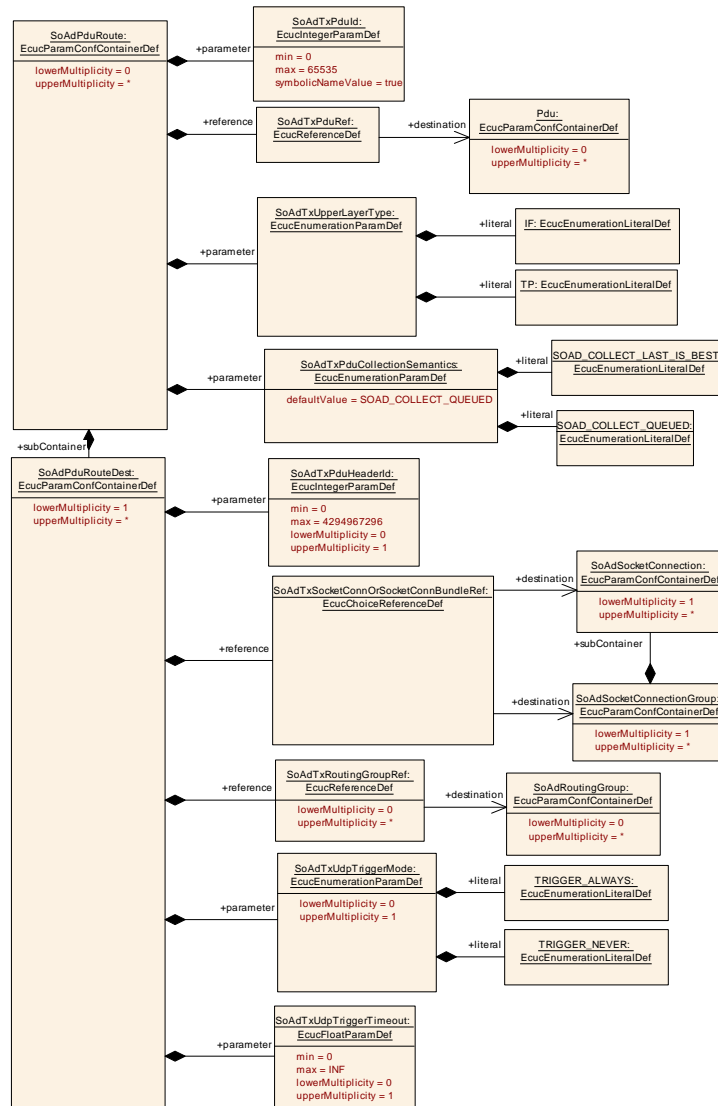 SoAdPduRoute:
EcucParamConfContainerDef
lowerMultiplicity = 0
upperMultiplicity = *
+parameter
SoAdTxPduId:
EcucIntegerParamDef
min = 0
max = 65535
symbolicNameValue = true
+reference
SoAdTxPduRef:
EcucReferenceDef
+destination
Pdu:
EcucParamConfContainerDef
lowerMultiplicity = 0
upperMultiplicity = *
+parameter
SoAdTxUpperLayerType:
EcucEnumerationParamDef
+literal
IF: EcucEnumerationLiteralDef
+literal
TP: EcucEnumerationLiteralDef
+parameter
SoAdTxPduCollectionSemantics:
EcucEnumerationParamDef
defaultValue = SOAD_COLLECT_QUEUED
+literal
SOAD_COLLECT_LAST_IS_BEST:
EcucEnumerationLiteralDef
+literal
SOAD_COLLECT_QUEUED:
EcucEnumerationLiteralDef
+subContainer
SoAdPduRouteDest:
EcucParamConfContainerDef
lowerMultiplicity = 1
upperMultiplicity = *
+parameter
SoAdTxPduHeaderId:
EcucIntegerParamDef
min = 0
max = 4294967296
lowerMultiplicity = 0
upperMultiplicity = 1
+reference
SoAdTxSocketConnOrSocketConnBundleRef:
EcucChoiceReferenceDef
+destination
SoAdSocketConnection:
EcucParamConfContainerDef
lowerMultiplicity = 1
upperMultiplicity = *
+subContainer
+destination
SoAdSocketConnectionGroup:
EcucParamConfContainerDef
lowerMultiplicity = 1
upperMultiplicity = *
+reference
SoAdTxRoutingGroupRef:
EcucReferenceDef
lowerMultiplicity = 0
upperMultiplicity = *
+destination
SoAdRoutingGroup:
EcucParamConfContainerDef
lowerMultiplicity = 0
upperMultiplicity = *
+parameter
SoAdTxUdpTriggerMode:
EcucEnumerationParamDef
lowerMultiplicity = 0
upperMultiplicity = 1
+literal
TRIGGER_ALWAYS:
EcucEnumerationLiteralDef
+literal
TRIGGER_NEVER:
EcucEnumerationLiteralDef
+parameter
SoAdTxUdpTriggerTimeout:
EcucFloatParamDef
min = 0
max = INF
lowerMultiplicity = 0
upperMultiplicity = 1